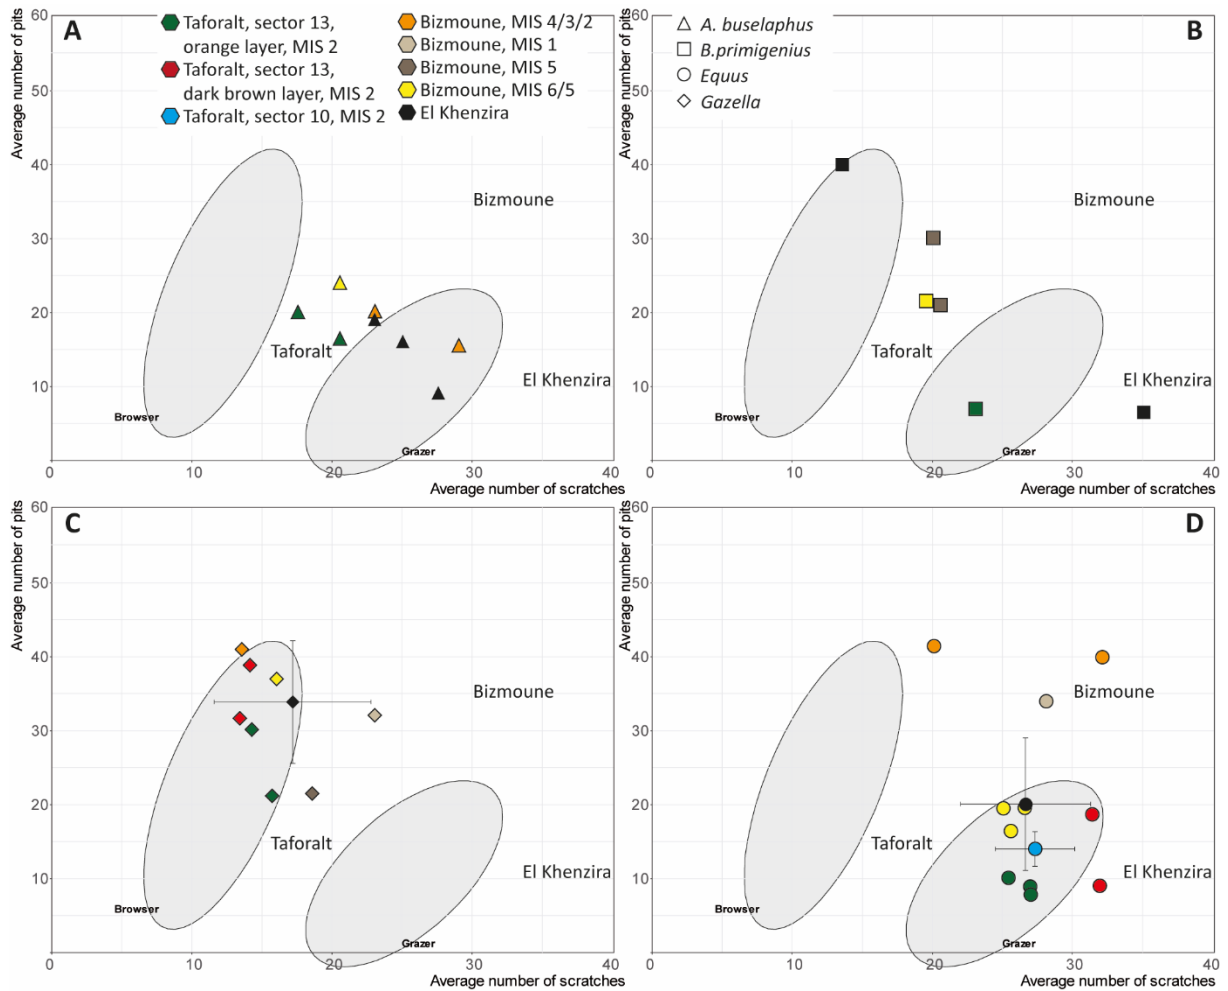 A
Taforalt, sector 13,
orange layer, MIS 2
Taforalt, sector 13,
dark brown layer, MIS 2
Taforalt, sector 10, MIS 2
Bizmoune, MIS 4/3/2
Bizmoune, MIS 1
Bizmoune, MIS 5
Bizmoune, MIS 6/5
El Khenzira
Average number of pits
60
50
40
30
20
10
Bizmoune
Taforalt
El Khenzira
Browser
Grazer
0 10 20 30 40
Average number of scratches
B
A. buselaphus
B.primigenius
Equus
Gazella
Average number of pits
60
50
40
30
20
10
Bizmoune
Taforalt
El Khenzira
Browser
Grazer
0 10 20 30 40
Average number of scratches
C
Average number of pits
60
50
40
30
20
10
Bizmoune
Taforalt
El Khenzira
Browser
Grazer
0 10 20 30 40
Average number of scratches
D
Average number of pits
60
50
40
30
20
10
Bizmoune
Taforalt
El Khenzira
Browser
Grazer
0 10 20 30 40
Average number of scratches